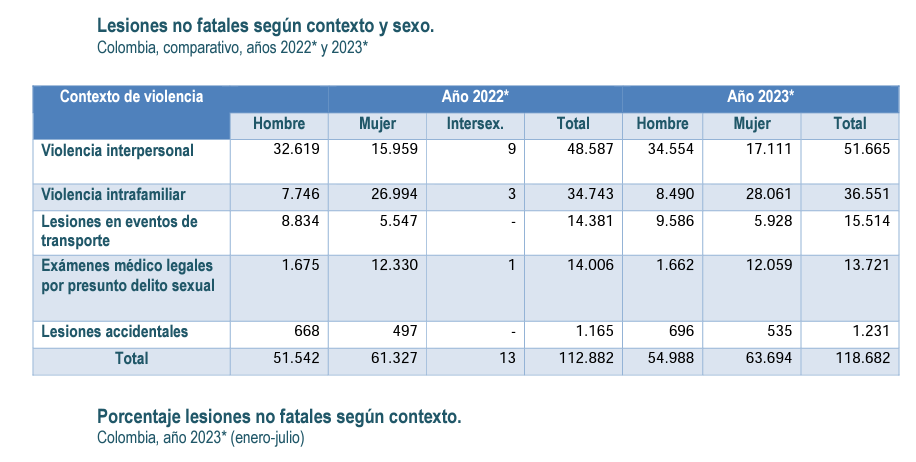 Lesiones no fatales según contexto y sexo.
Colombia, comparativo, años 2022* y 2023*
Contexto de violencia Año 2022* Año 2023*
Hombre Mujer Intersex. Total Hombre Mujer Total
Violencia interpersonal 32.619 15.959 9 48.587 34.554 17.111 51.665
Violencia intrafamiliar 7.746 26.994 3 34.743 8.490 28.061 36.551
Lesiones en eventos de 8.834 5.547 - 14.381 9.586 5.928 15.514
transporte
Exámenes médico legales 1.675 12.330 1 14.006 1.662 12.059 13.721
por presunto delito sexual
Lesiones accidentales 668 497 - 1.165 696 535 1.231
Total 51.542 61.327 13 112.882 54.988 63.694 118.682
Porcentaje lesiones no fatales según contexto.
Colombia, año 2023* (enero-julio)